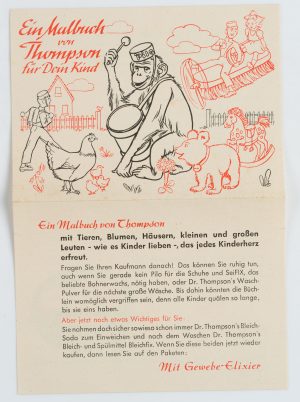 Ein Malbuch
von
Thompson
für Dein Kind
Ein Malbuch von Thompson
mit Tieren, Blumen, Häusern, kleinen und großen
Leuten - wie es Kinder lieben -, das jedes Kinderherz
erfreut.
Fragen Sie Ihren Kaufmann danach! Das können Sie ruhig tun,
auch wenn Sie gerade kein Pilo für die Schuhe und SeiFIX, das
beliebte Bohnerwachs, nötig haben, oder Dr. Thompson's Wasch-
Pulver für die nächste große Wäsche. Bis dahin könnten die Büch-
lein womöglich vergriffen sein, denn alle Kinder quälen so lange,
bis sie eins haben.
Aber jetzt noch etwas Wichtiges für Sie:
Sie nahmen doch sicher sowieso schon immer Dr. Thompson's Bleich-
Soda zum Einweichen und nach dem Waschen Dr. Thompson's
Bleich- und Spülmittel Bleichfix. Wenn Sie diese beiden jetzt wieder
kaufen, dann lesen Sie auf den Paketen:
Mit Gewebe-Elixier